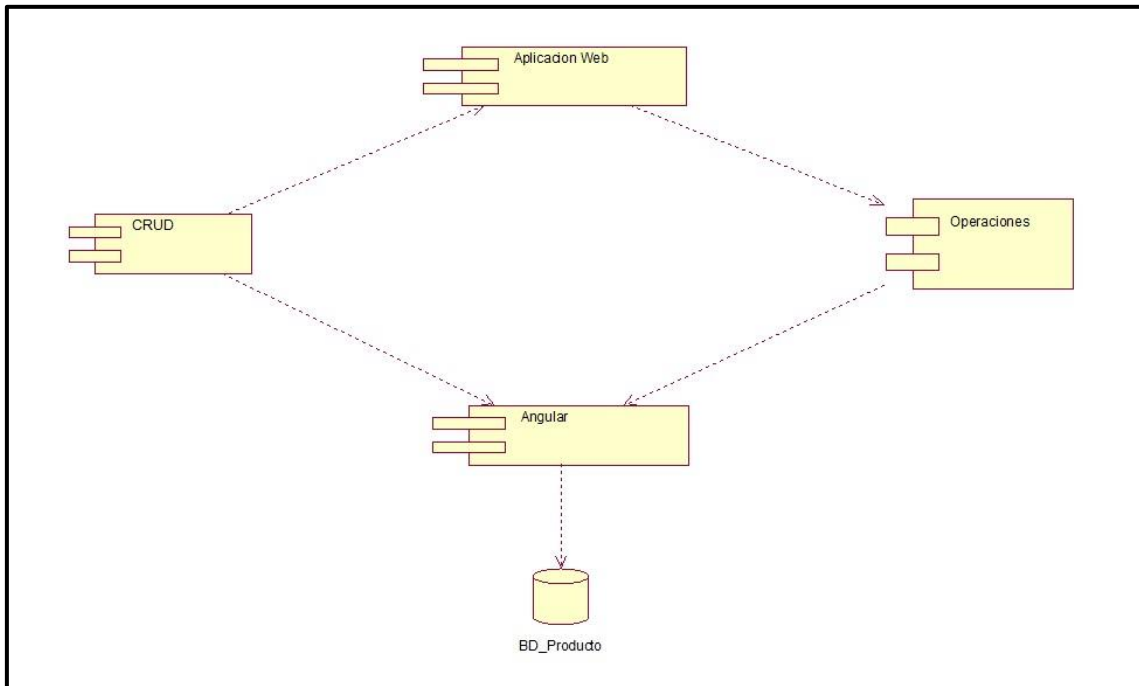 Aplicacion Web
CRUD
Operaciones
Angular
BD_Producto